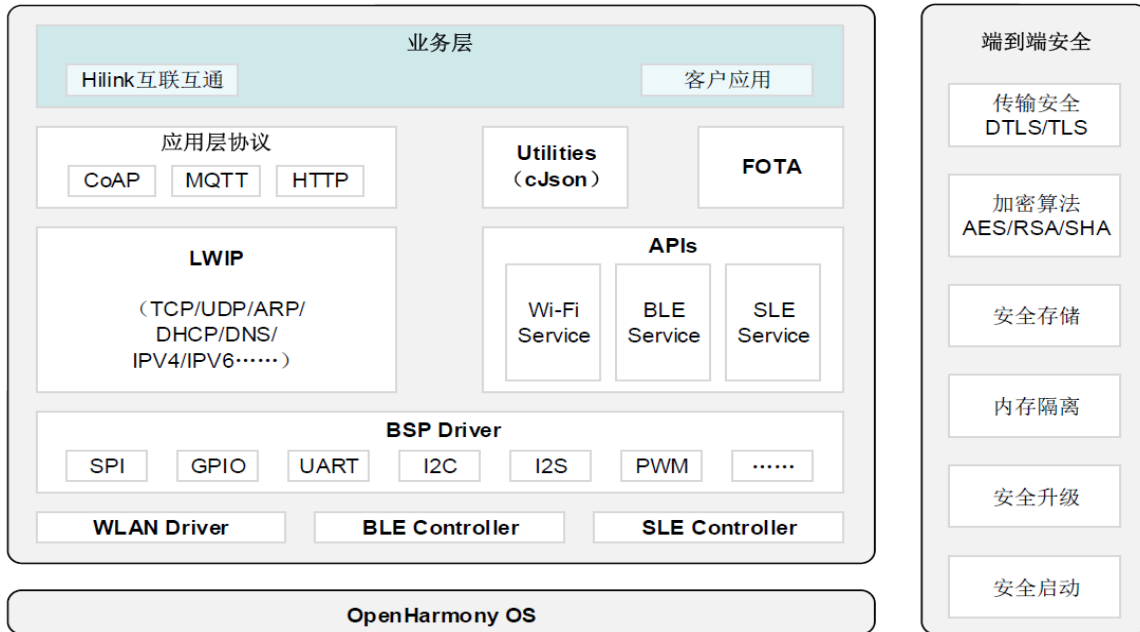 业务层
Hilink互联互通
客户应用
应用层协议
CoAP
MQTT
HTTP
Utilities
（cJson）
FOTA
LWIP
（TCP/UDP/ARP/
DHCP/DNS/
IPV4/IPV6……）
APIs
Wi-Fi
Service
BLE
Service
SLE
Service
BSP Driver
SPI
GPIO
UART
I2C
I2S
PWM
……
WLAN Driver
BLE Controller
SLE Controller
OpenHarmony OS
端到端安全
传输安全
DTLS/TLS
加密算法
AES/RSA/SHA
安全存储
内存隔离
安全升级
安全启动